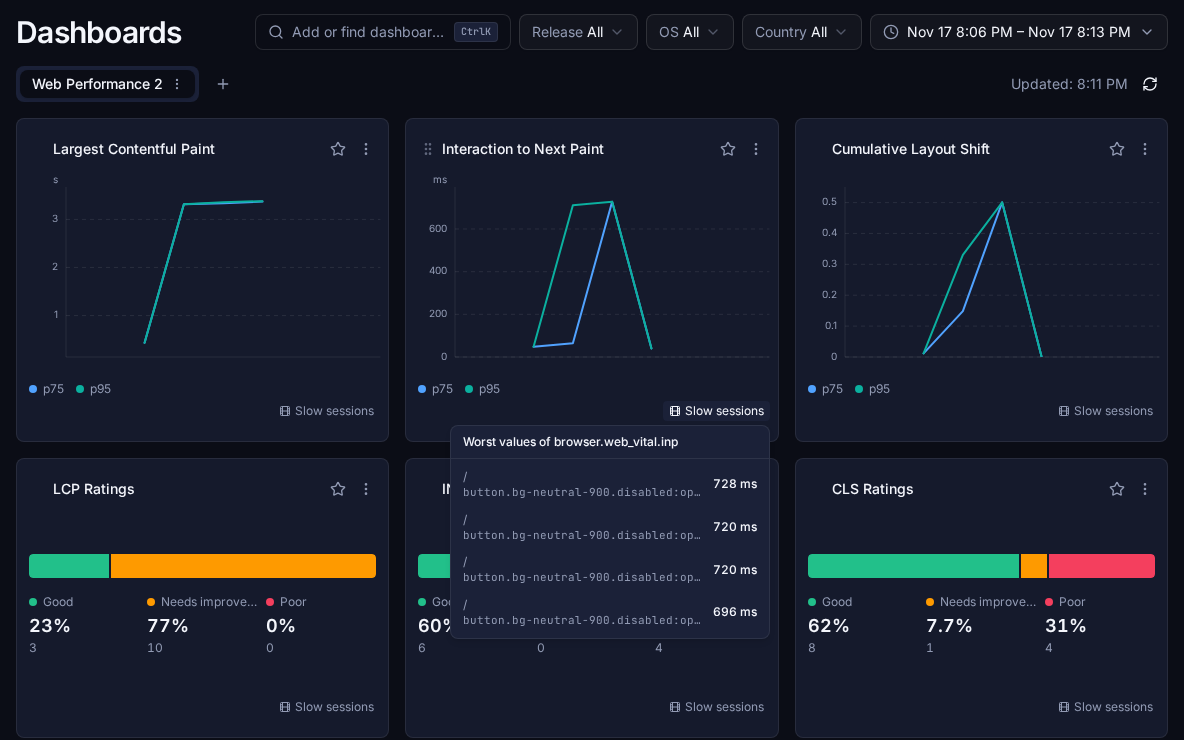 Dashboards
Add or find dashboar...
CtrlK
Release All
OS All
Country All
Nov 17 8:06 PM – Nov 17 8:13 PM
Web Performance 2
Updated: 8:11 PM
Largest Contentful Paint
s
3
2
1
p75
p95
Slow sessions
Interaction to Next Paint
ms
600
400
200
0
p75
p95
Slow sessions
Cumulative Layout Shift
0.5
0.4
0.3
0.2
0.1
0
p75
p95
Slow sessions
Worst values of browser.web_vital.inp
/
button.bg-neutral-900.disabled:op…
728 ms
/
button.bg-neutral-900.disabled:op…
720 ms
/
button.bg-neutral-900.disabled:op…
720 ms
/
button.bg-neutral-900.disabled:op…
696 ms
LCP Ratings
Good
23%
3
Needs improve...
77%
10
Poor
0%
0
Slow sessions
60%
6
0
4
Slow sessions
CLS Ratings
Good
62%
8
Needs improve...
7.7%
1
Poor
31%
4
Slow sessions